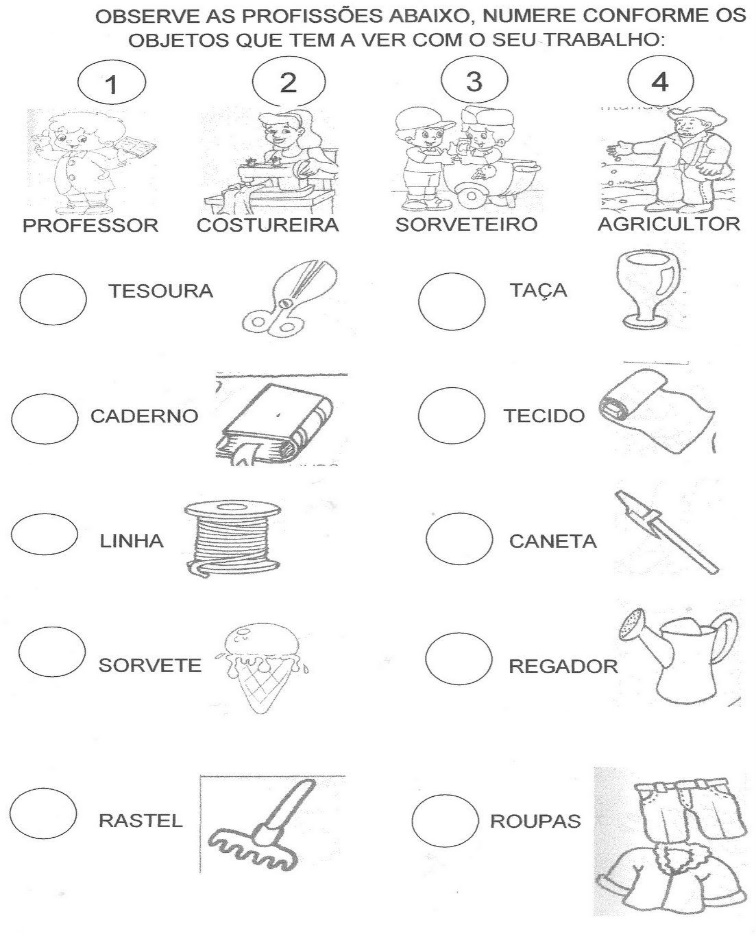 OBSERVE AS PROFISSÕES ABAIXO, NUMERE CONFORME OS
OBJETOS QUE TEM A VER COM O SEU TRABALHO:
1 2 3 4
PROFESSOR COSTUREIRA SORVETEIRO AGRICULTOR
TESOURA TAÇA
CADERNO TECIDO
LINHA CANETA
SORVETE REGADOR
RASTEL ROUPAS